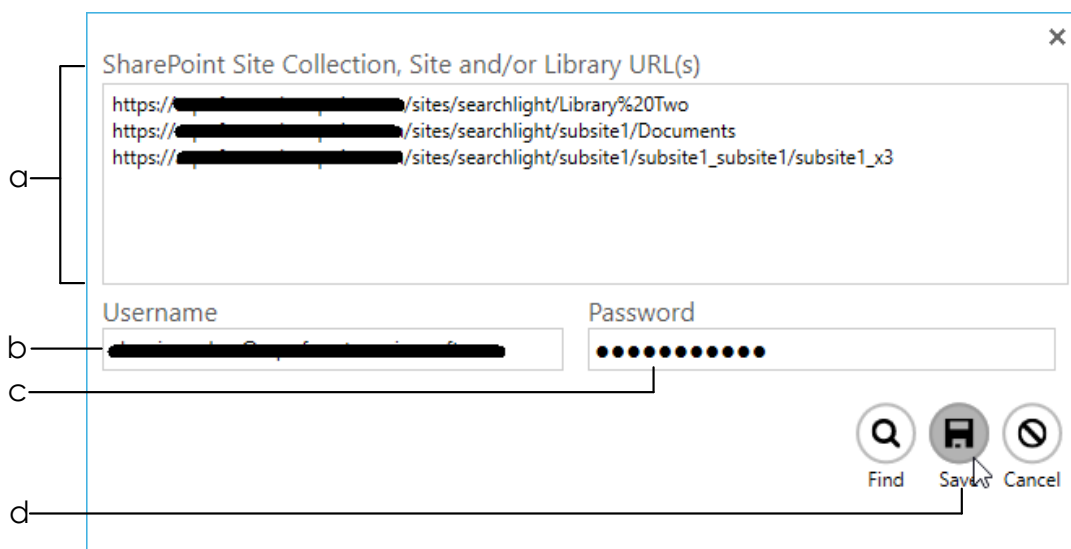 SharePoint Site Collection, Site and/or Library URL(s)
https:// /sites/searchlight/Library%20Two
https:// /sites/searchlight/subsite1/Documents
https:// /sites/searchlight/subsite1/subsite1_subsite1/subsite1_x3
a
Username
Password
b
●●●●●●●●●●●
c
Find
Save
Cancel
d